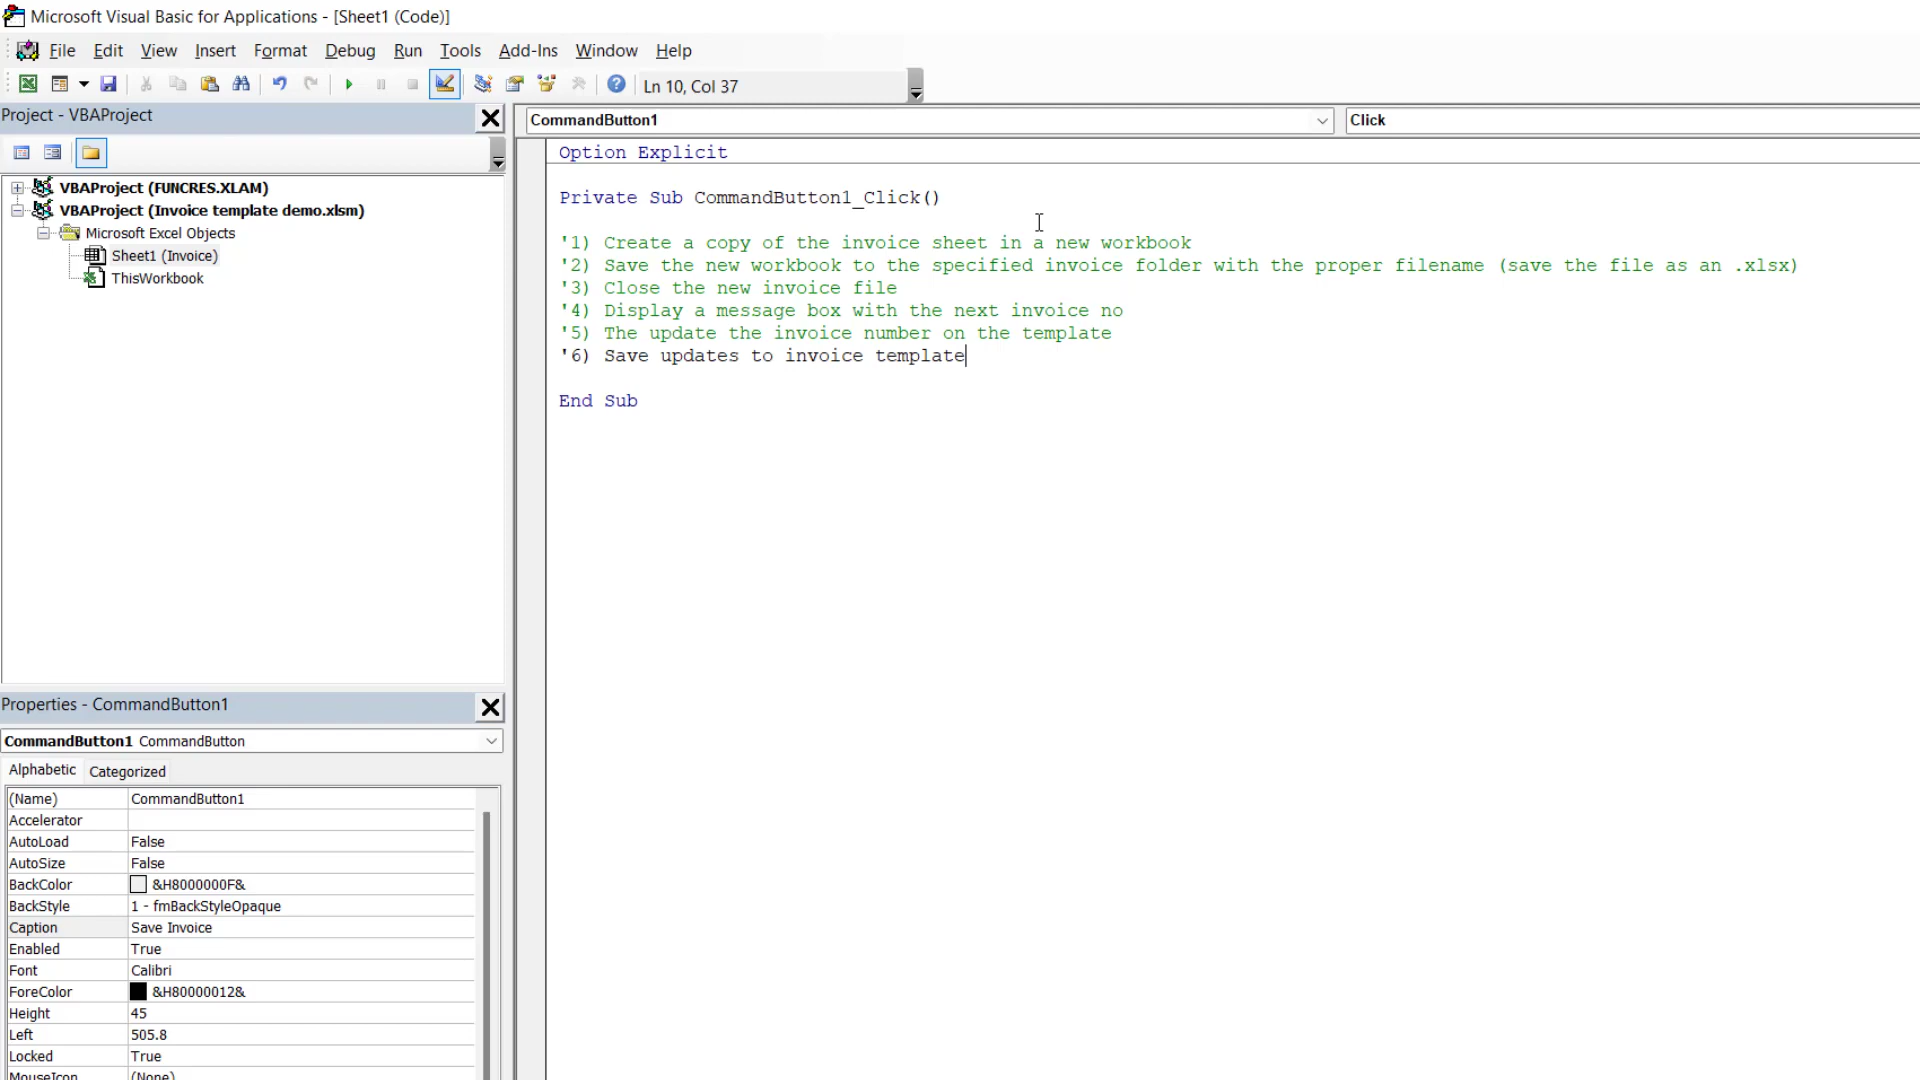 Microsoft Visual Basic for Applications - [Sheet1 (Code)]
File Edit View Insert Format Debug Run Tools Add-Ins Window Help
Ln 10, Col 37
Project - VBAProject
VBAProject (FUNCRES.XLAM)
VBAProject (Invoice template demo.xlsm)
Microsoft Excel Objects
Sheet1 (Invoice)
ThisWorkbook
CommandButton1 Click
Option Explicit
Private Sub CommandButton1_Click()
'1) Create a copy of the invoice sheet in a new workbook
'2) Save the new workbook to the specified invoice folder with the proper filename (save the file as an .xlsx)
'3) Close the new invoice file
'4) Display a message box with the next invoice no
'5) The update the invoice number on the template
'6) Save updates to invoice template
End Sub
Properties - CommandButton1
CommandButton1 CommandButton
Alphabetic Categorized
(Name) CommandButton1
Accelerator
AutoLoad False
AutoSize False
BackColor &H8000000F&
BackStyle 1 - fmBackStyleOpaque
Caption Save Invoice
Enabled True
Font Calibri
ForeColor &H80000012&
Height 45
Left 505.8
Locked True
MouseIcon (None)